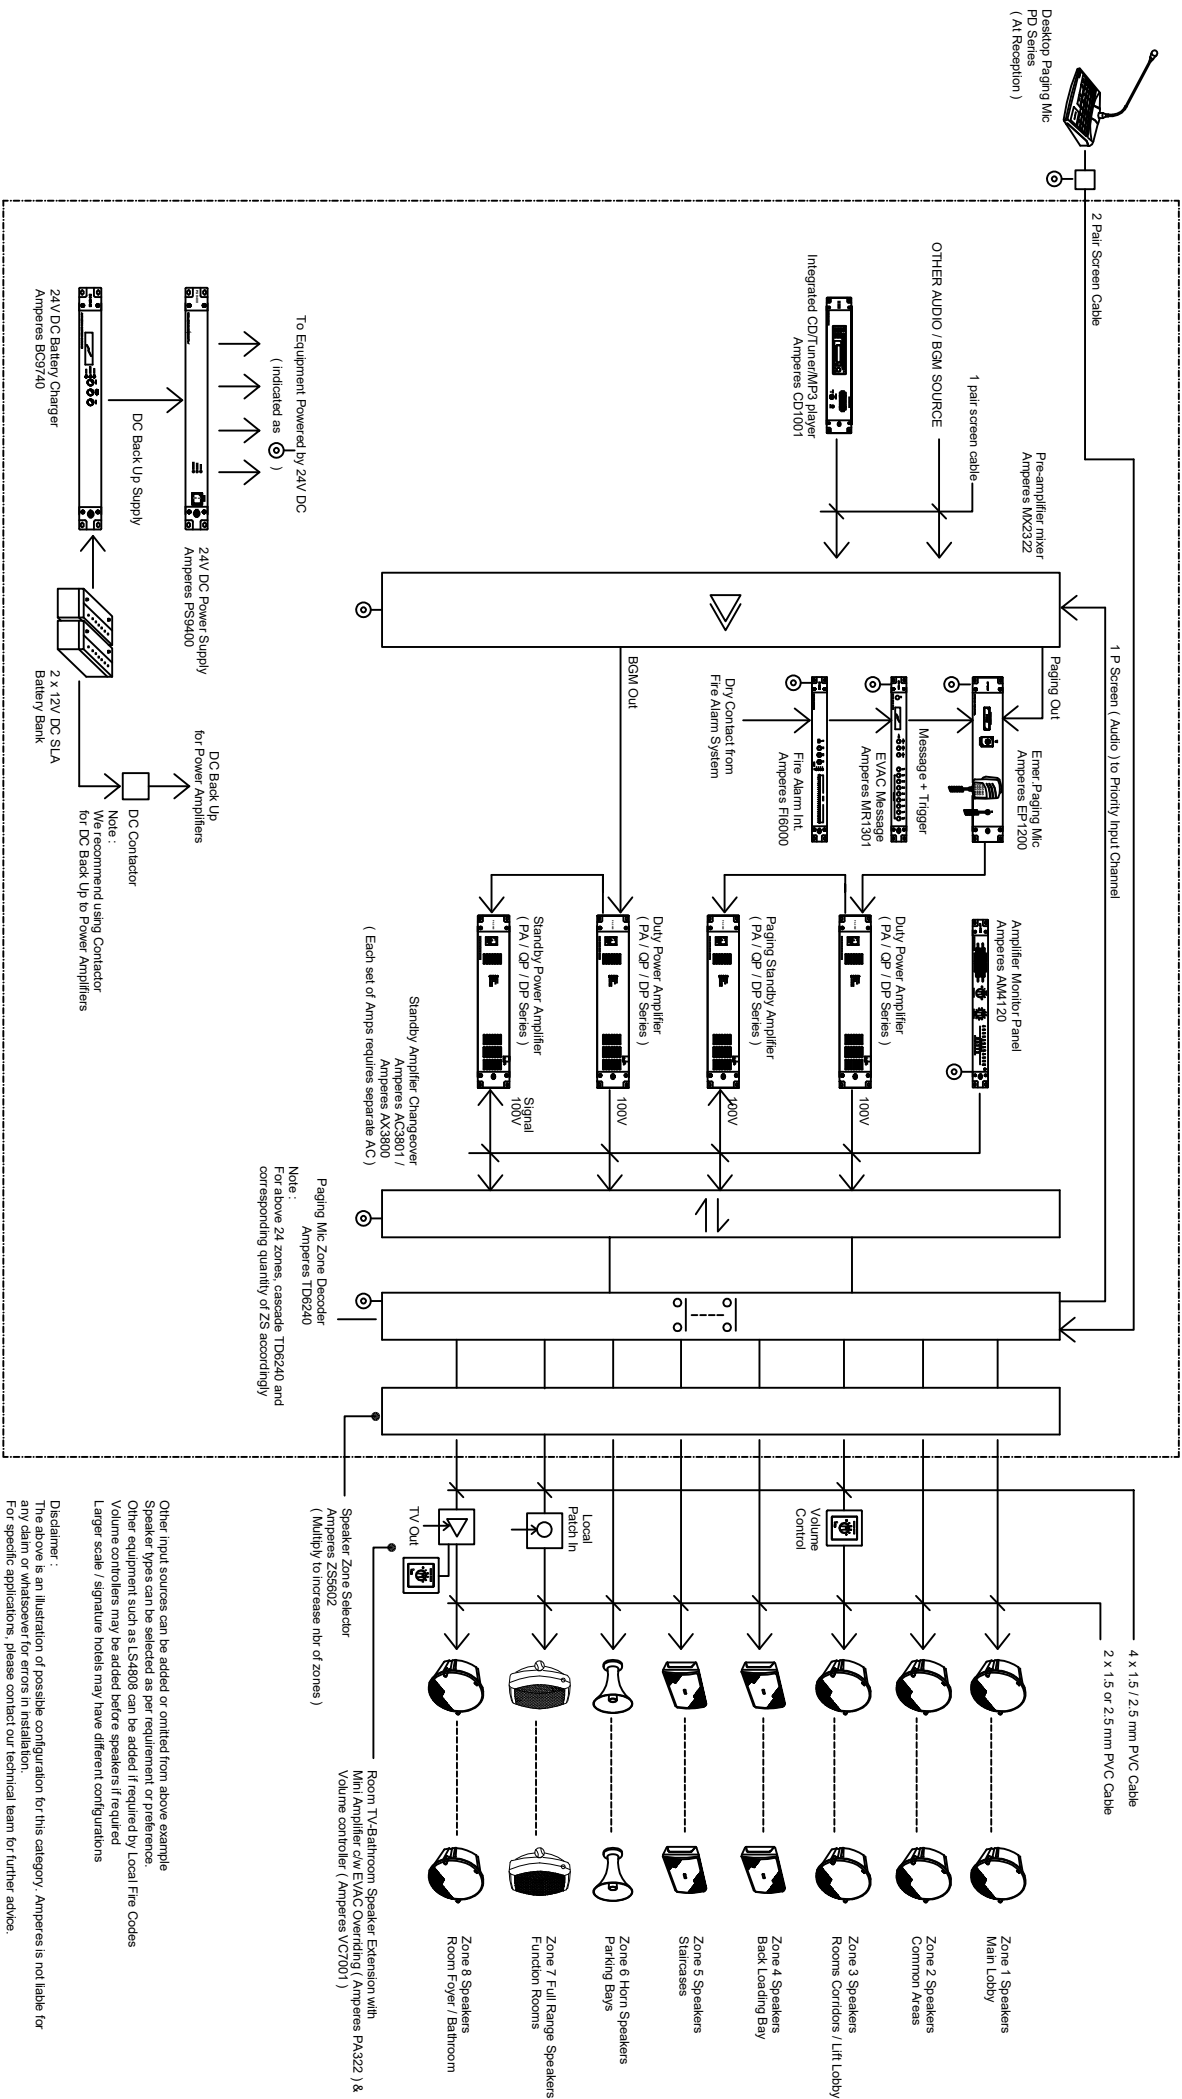 Desktop Paging Mic
PD Series
( At Reception )
2 Pair Screen Cable
OTHER AUDIO / BGM SOURCE
1 pair screen cable
Integrated CD/Tuner/MP3 player
Amperes CD1001
Pre-amplifier mixer
Amperes MX2322
1 P Screen ( Audio ) to Priority Input Channel
Paging Out
BGM Out
Emer.Paging Mic
Amperes EP1200
Message + Trigger
EVAC Message
Amperes MR1301
Fire Alarm Int.
Amperes FI6000
Dry Contact from
Fire Alarm System
Amplifier Monitor Panel
Amperes AM4120
Duty Power Amplifier
( PA / QP / DP Series )
Paging Standby Amplifier
( PA / QP / DP Series )
Duty Power Amplifier
( PA / QP / DP Series )
Standby Power Amplifier
( PA / QP / DP Series )
100V
100V
100V
Signal
100V
Standby Amplfier Changeover
Amperes AC3801 /
Amperes AX3800
( Each set of Amps requires separate AC )
Paging Mic Zone Decoder
Amperes TD6240
Note :
For above 24 zones, cascade TD6240 and
corresponding quantity of ZS accordingly
To Equipment Powered by 24V DC
( indicated as )
24V DC Power Supply
Amperes PS9400
DC Back Up Supply
24V DC Battery Charger
Amperes BC9740
2 x 12V DC SLA
Battery Bank
DC Back Up
for Power Amplifiers
DC Contactor
Note :
We recommend using Contactor
for DC Back Up to Power Amplifiers
4 x 1.5 / 2.5 mm PVC Cable
2 x 1.5 or 2.5 mm PVC Cable
Volume
Control
Local
Patch In
TV Out
Speaker Zone Selector
Amperes ZS5602
( Multiply to increase nbr of zones )
Room TV-Bathroom Speaker Extension with
Mini Amplifier c/w EVAC Overriding ( Amperes PA322 ) &
Volume controller ( Amperes VC7001 )
Zone 1 Speakers
Main Lobby
Zone 2 Speakers
Common Areas
Zone 3 Speakers
Rooms Corridors / Lift Lobby
Zone 4 Speakers
Back Loading Bay
Zone 5 Speakers
Staircases
Zone 6 Horn Speakers
Parking Bays
Zone 7 Full Range Speakers
Function Rooms
Zone 8 Speakers
Room Foyer / Bathroom
Other input sources can be added or omitted from above example
Speaker types can be selected as per requirement or preference.
Other equipment such as LS4808 can be added if required by Local Fire Codes
Volume controllers may be added before speakers if required
Larger scale / signature hotels may have different configurations
Disclaimer :
The above is an illustration of possible configuration for this category. Amperes is not liable for
any claim or whatsoever for errors in installation.
For specific applications, please contact our technical team for further advice.